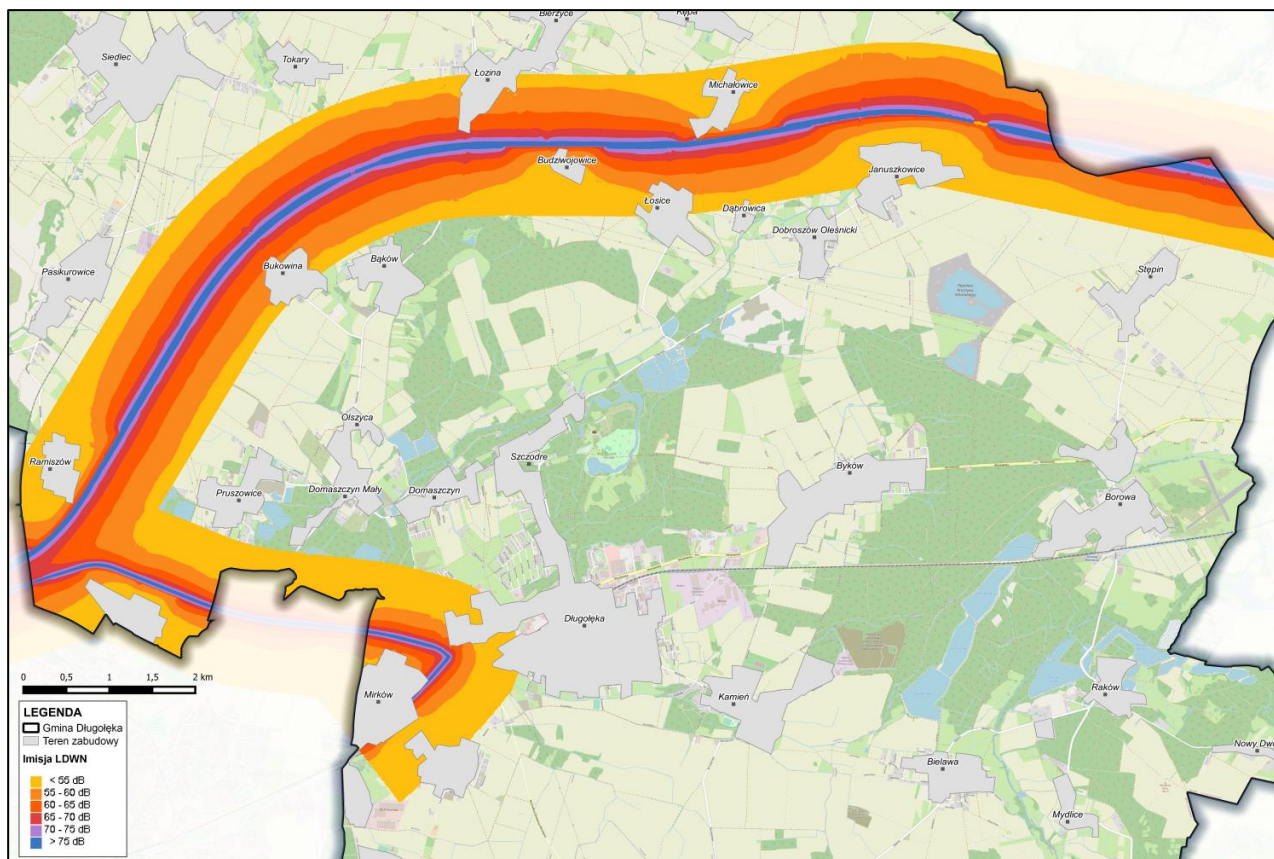 Bierzyce
Kępa
Siedlec
Tokary
Łozina
Michałowice
Budziwojowice
Januszkowice
Łosice
Dąbrowica
Dobroszów Oleśnicki
Pasikurowice
Bukowina
Bąków
Stępin
Olszyca
Ramiszów
Szczodre
Byków
Pruszowice
Domaszczyn Mały
Domaszczyn
Borowa
Długołęka
Mirków
Kamień
Raków
Nowy Dwó
Bielawa
Mydlice
0 0,5 1 1,5 2 km
LEGENDA
Gmina Długołęka
Teren zabudowy
Imisja LDWN
< 55 dB
55 - 60 dB
60 - 65 dB
65 - 70 dB
70 - 75 dB
> 75 dB